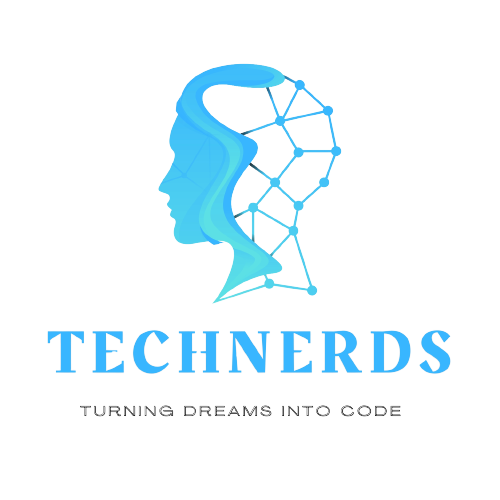 TECHNERDS
TURNING DREAMS INTO CODE